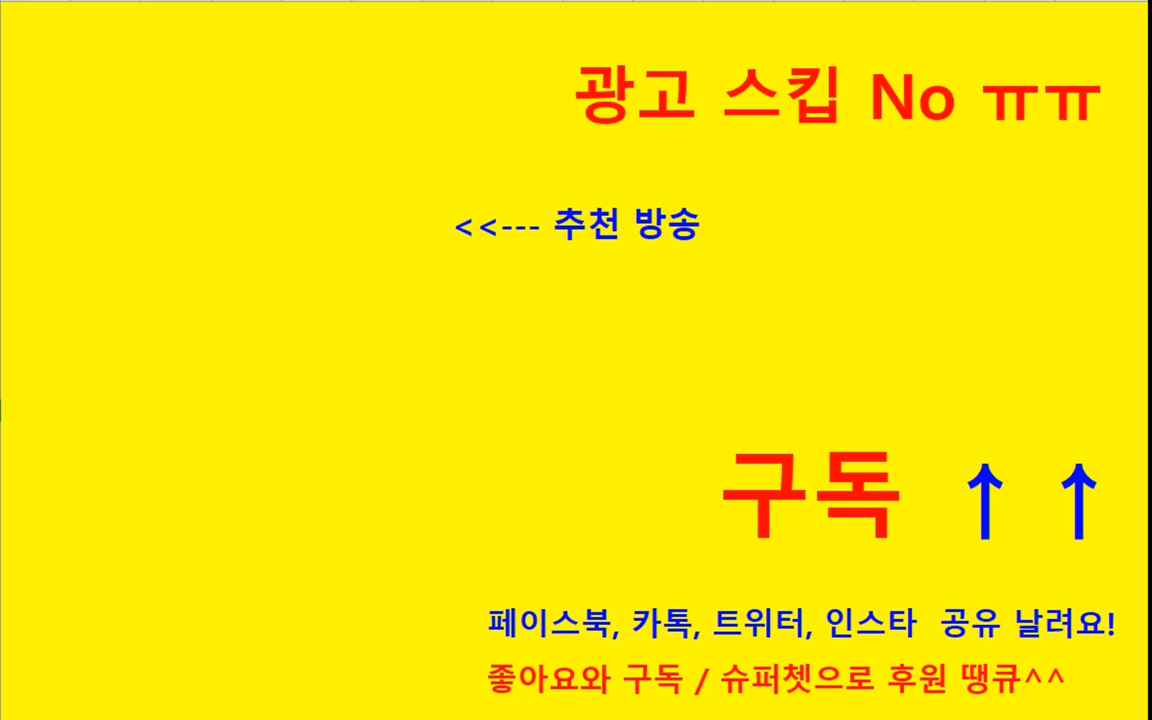 광고 스킵 No ㅠㅠ
<<--- 추천 방송
구독 ↑ ↑
페이스북, 카톡, 트위터, 인스타 공유 날려요!
좋아요와 구독 / 슈퍼쳇으로 후원 땡큐^^